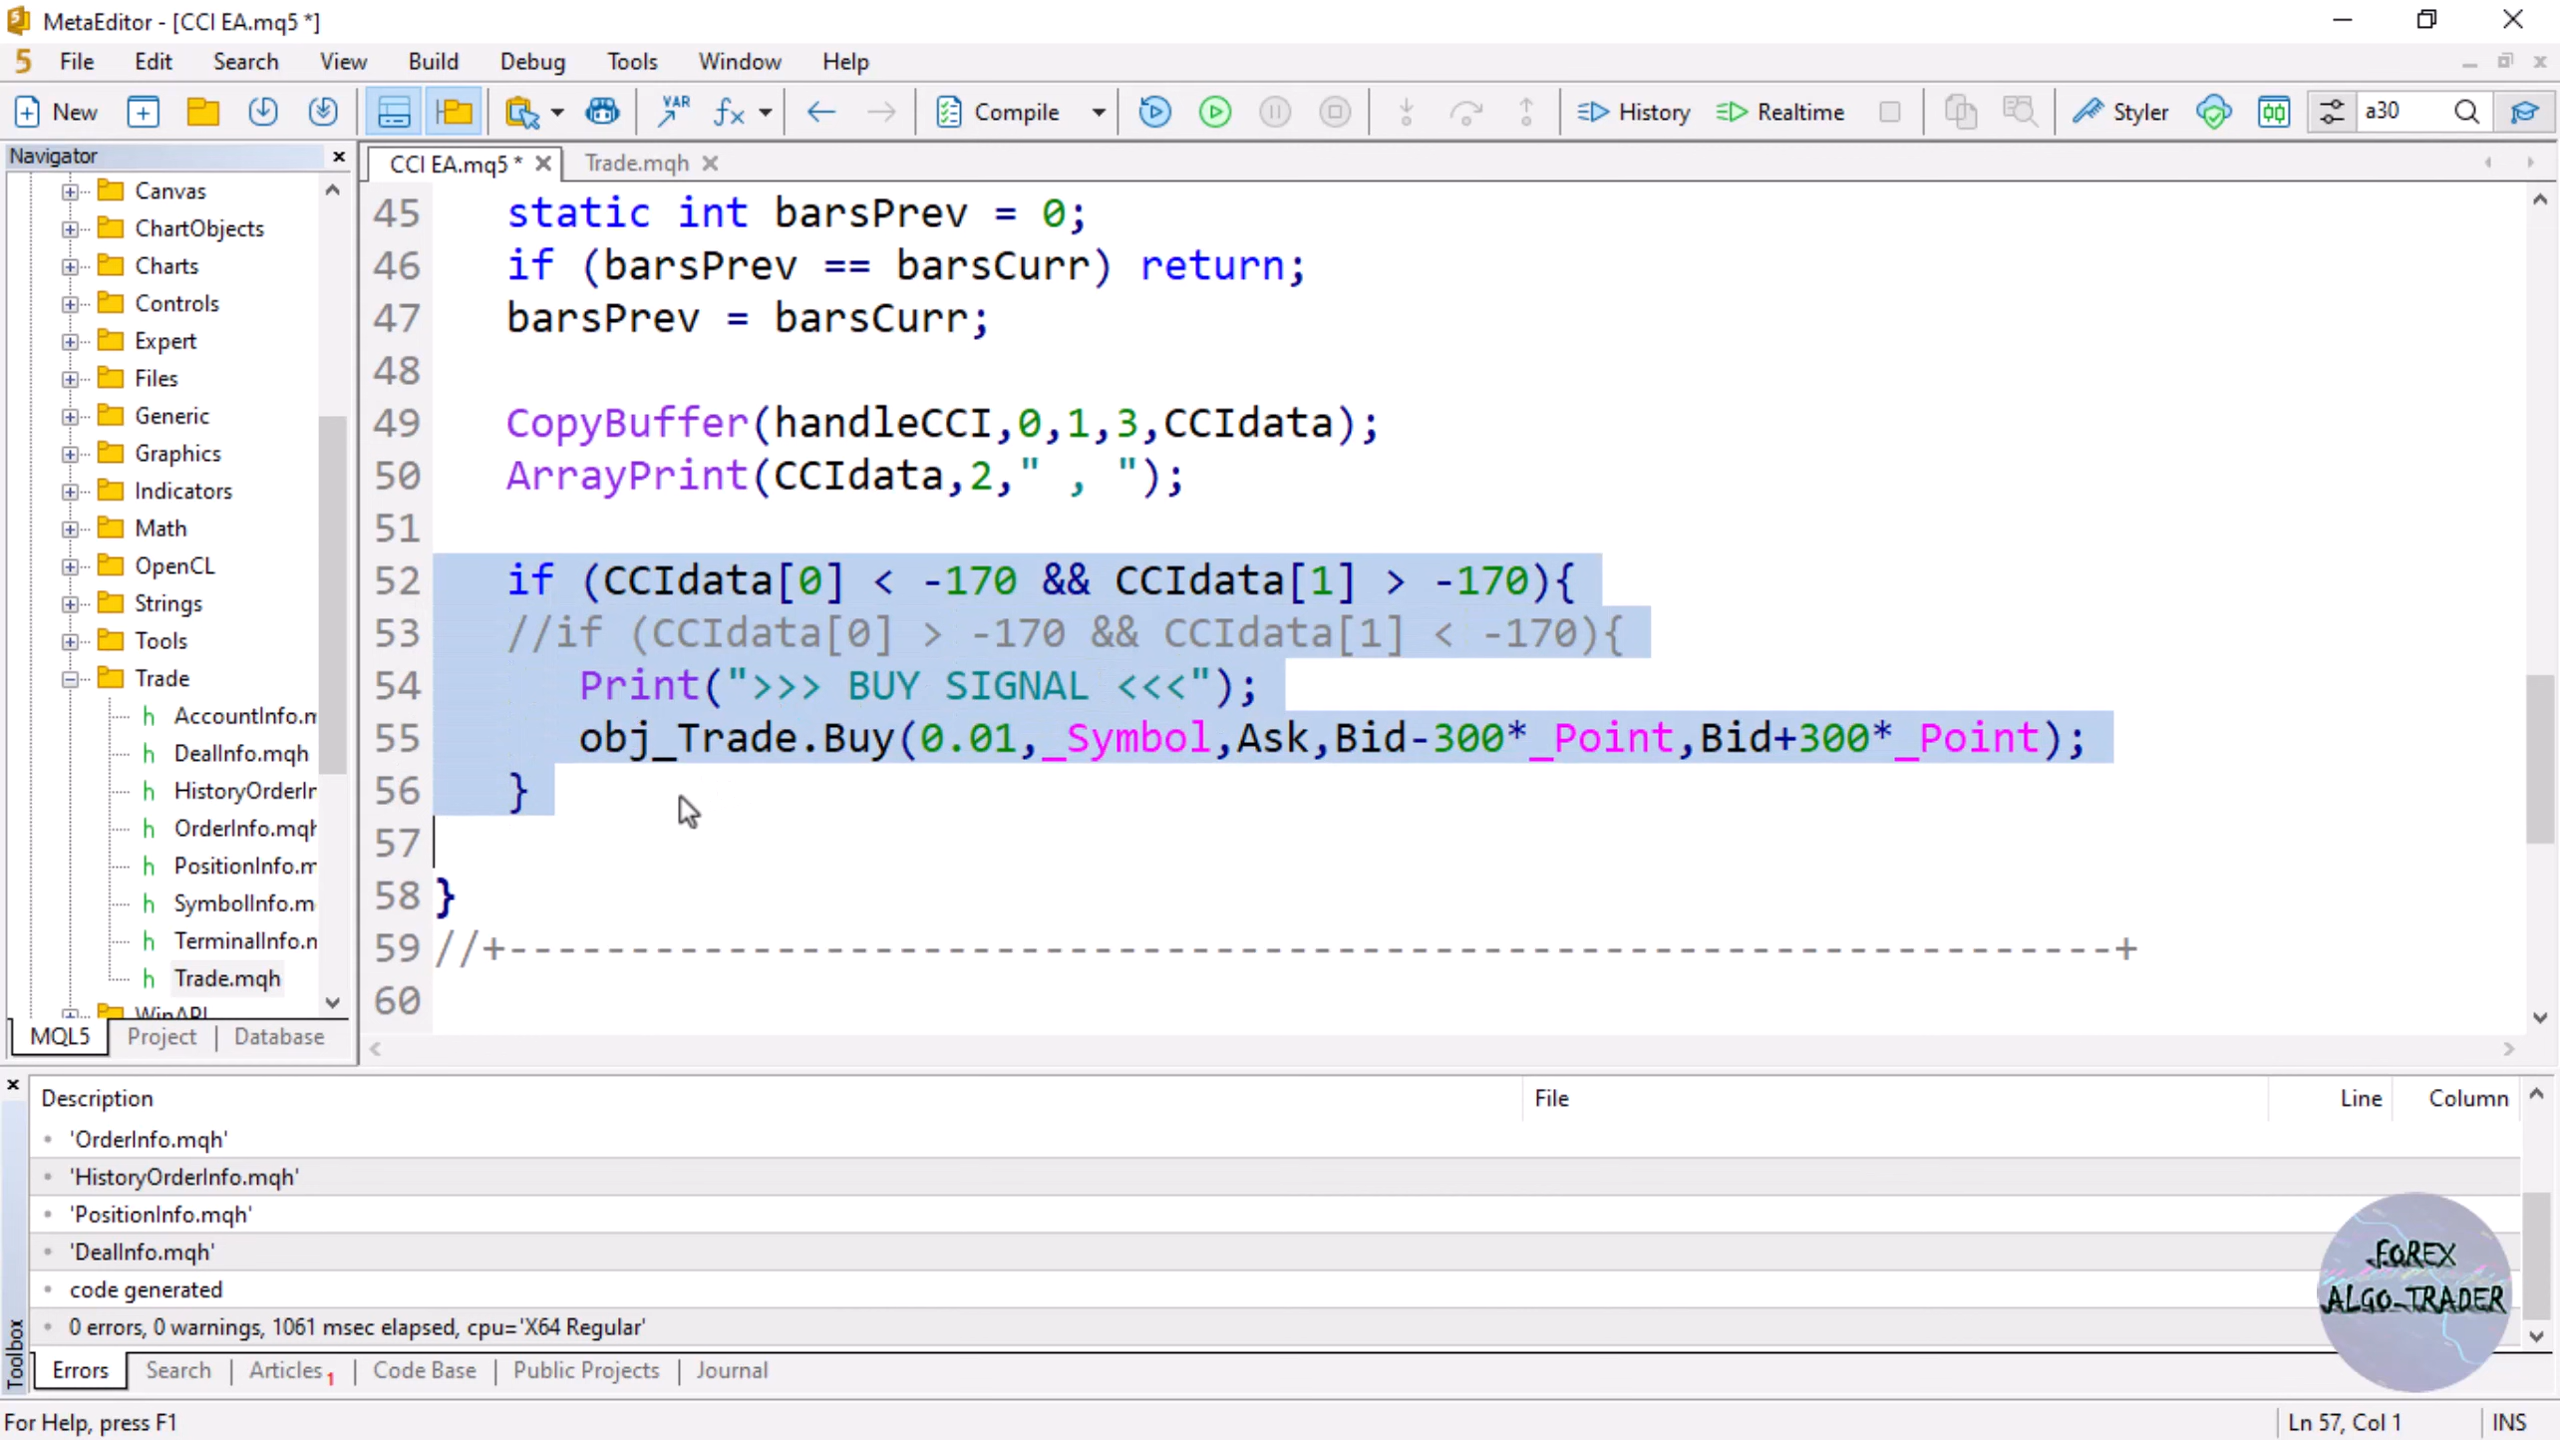 MetaEditor - [CCI EA.mq5 *]
File Edit Search View Build Debug Tools Window Help
New Compile History Realtime Styler a30
Navigator
CCI EA.mq5 *
Trade.mqh
Canvas
ChartObjects
Charts
Controls
Expert
Files
Generic
Graphics
Indicators
Math
OpenCL
Strings
Tools
Trade
AccountInfo.m
DealInfo.mqh
HistoryOrderIr
OrderInfo.mqh
PositionInfo.m
SymbolInfo.m
TerminalInfo.n
Trade.mqh
WinAPI
MQL5 Project Database
45 static int barsPrev = 0;
46 if (barsPrev == barsCurr) return;
47 barsPrev = barsCurr;
48
49 CopyBuffer(handleCCI,0,1,3,CCIdata);
50 ArrayPrint(CCIdata,2," , ");
51
52 if (CCIdata[0] < -170 && CCIdata[1] > -170){
53 //if (CCIdata[0] > -170 && CCIdata[1] < -170){
54 Print(">>> BUY SIGNAL <<<");
55 obj_Trade.Buy(0.01,_Symbol,Ask,Bid-300*_Point,Bid+300*_Point);
56 }
57
58 }
59 //+------------------------------------------------------------------+
60
Description File Line Column
'OrderInfo.mqh'
'HistoryOrderInfo.mqh'
'PositionInfo.mqh'
'DealInfo.mqh'
code generated
0 errors, 0 warnings, 1061 msec elapsed, cpu='X64 Regular'
Toolbox
Errors Search Articles 1 Code Base Public Projects Journal
For Help, press F1
Ln 57, Col 1
INS
FOREX
ALGO-TRADER